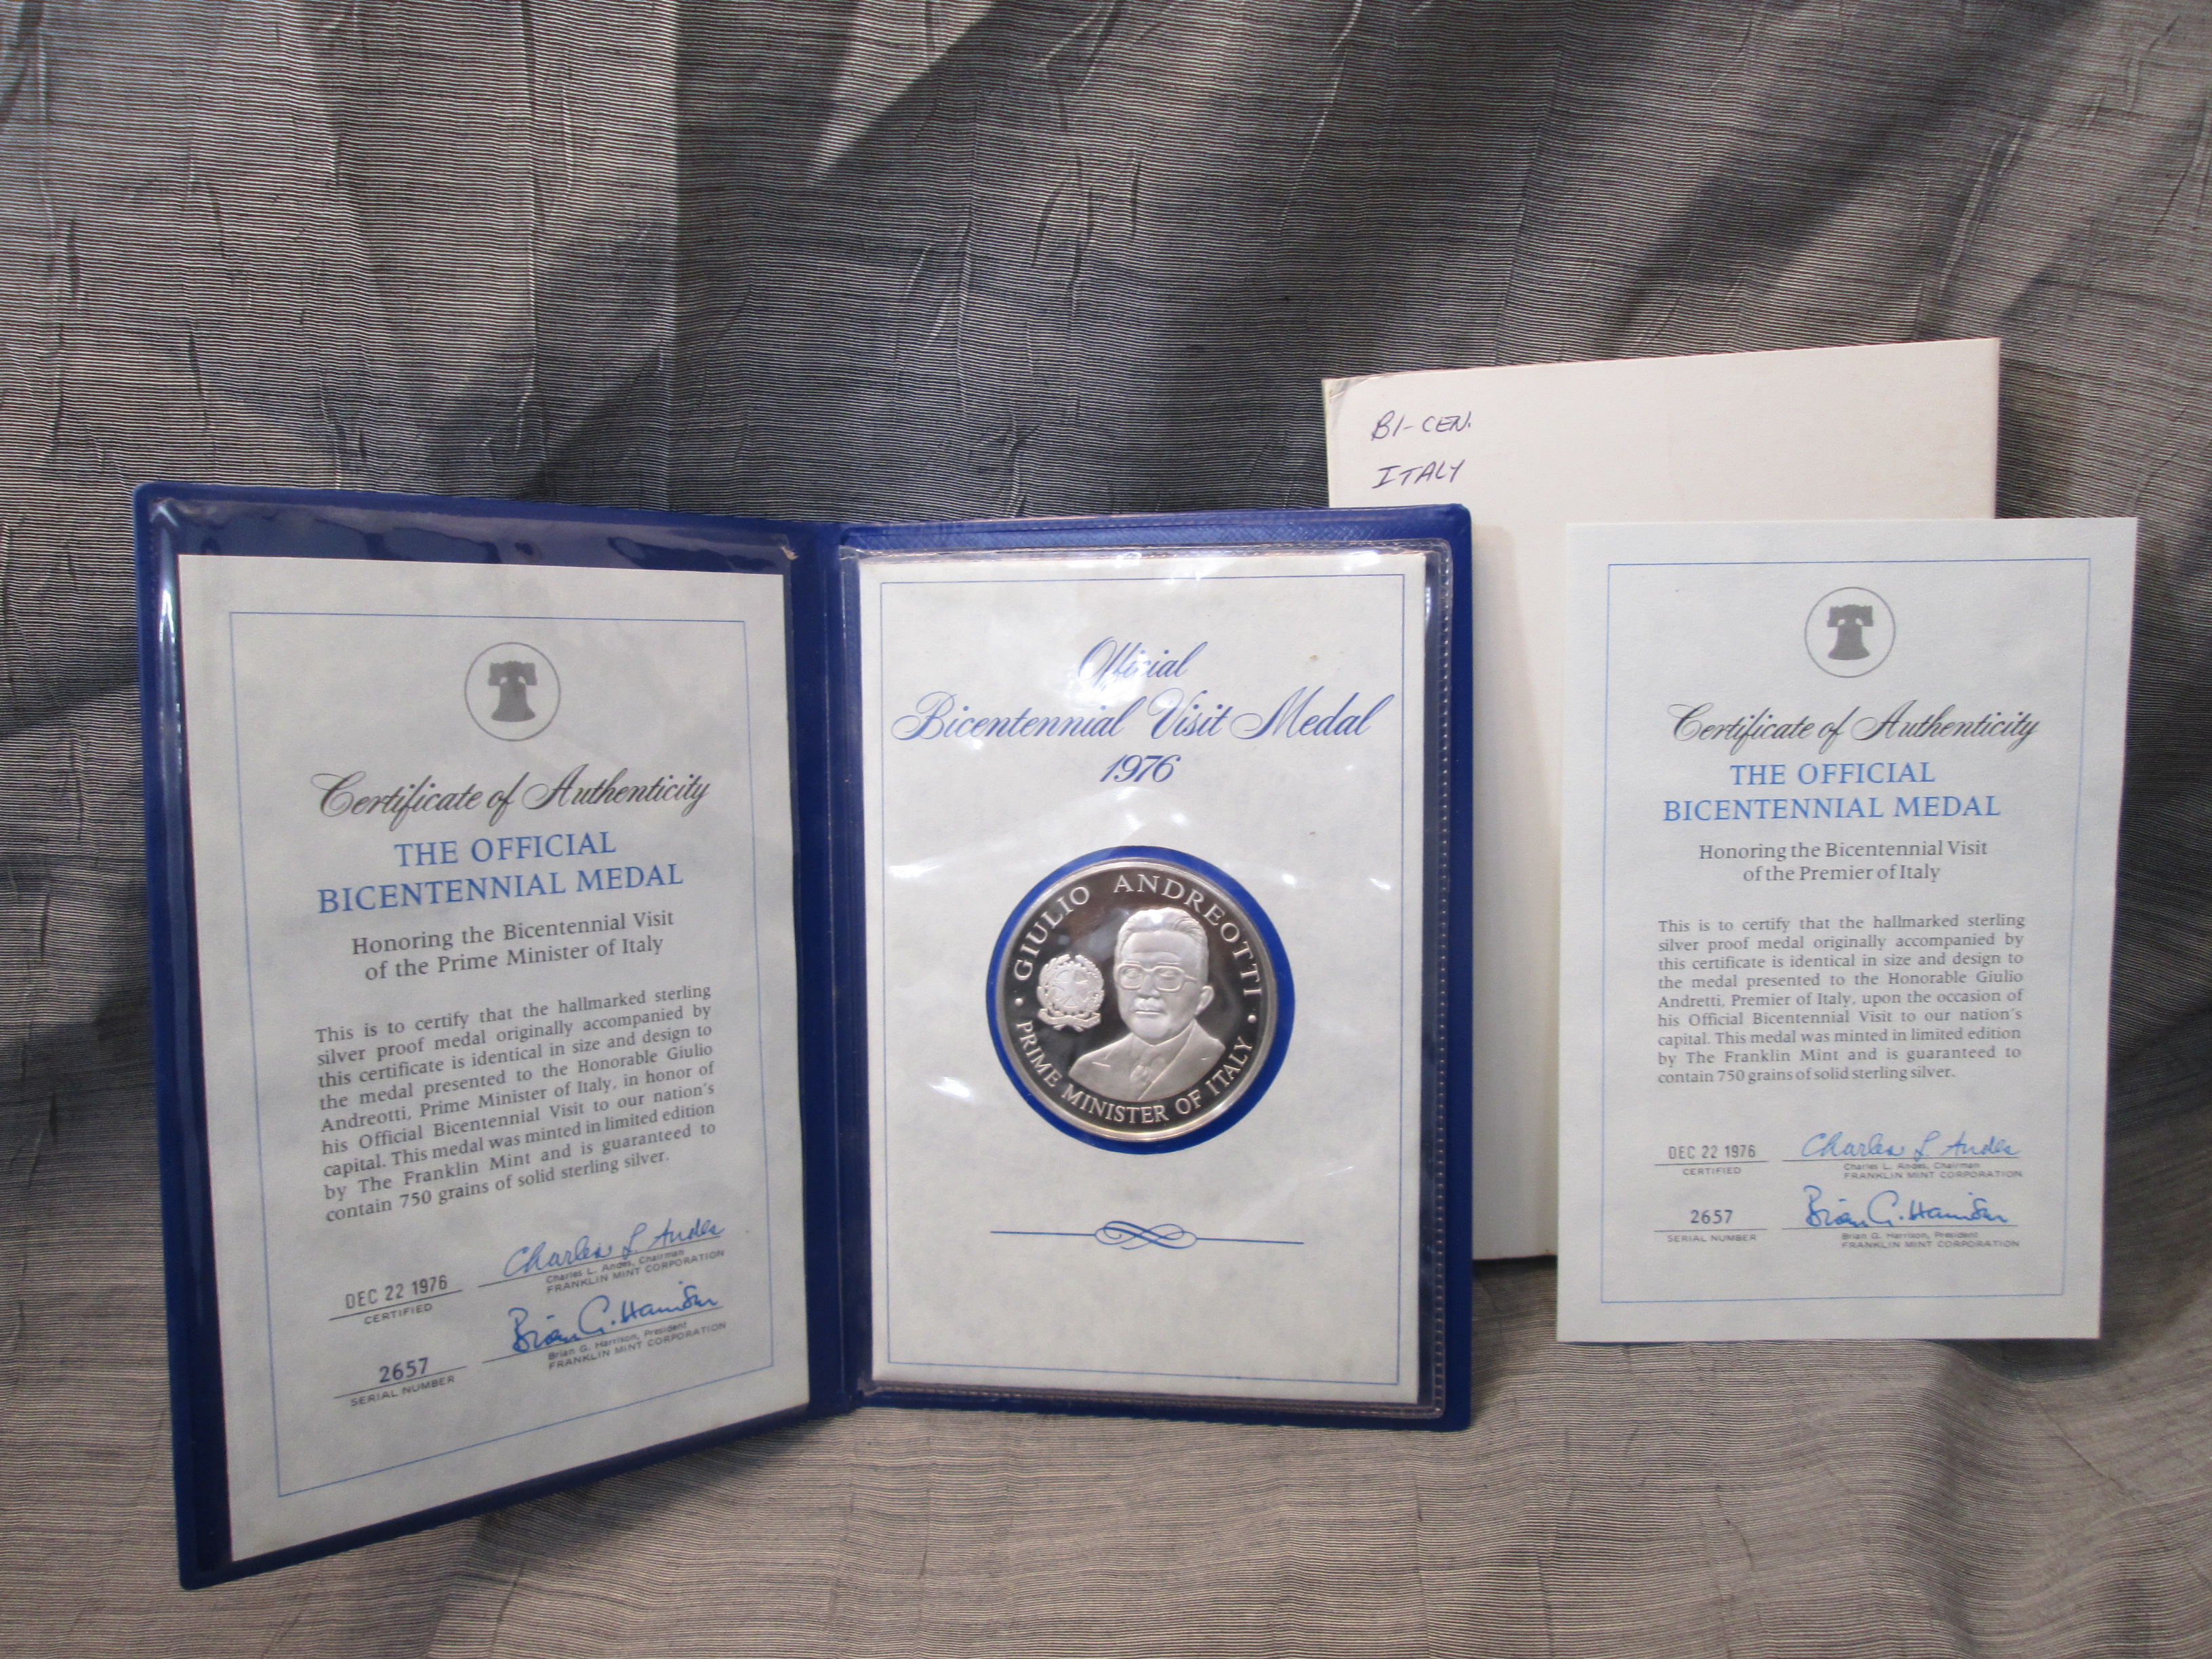 Certificate of Authenticity
THE OFFICIAL
BICENTENNIAL MEDAL
Honoring the Bicentennial Visit
of the Prime Minister of Italy
This is to certify that the hallmarked sterling
silver proof medal originally accompanied by
this certificate is identical in size and design to
the medal presented to the Honorable Giulio
Andreotti, Prime Minister of Italy, in honor of
his Official Bicentennial Visit to our nation's
capital. This medal was minted in limited edition
by The Franklin Mint and is guaranteed to
contain 750 grains of solid sterling silver.
DEC 22 1976
CERTIFIED
Charles L. Andes
Charles L. Andes, Chairman
FRANKLIN MINT CORPORATION
2657
SERIAL NUMBER
Brian G. Harrison
Brian G. Harrison, President
FRANKLIN MINT CORPORATION
Official
Bicentennial Visit Medal
1976
• GIULIO ANDREOTTI •
PRIME MINISTER OF ITALY
BI-CEN.
ITALY
Certificate of Authenticity
THE OFFICIAL
BICENTENNIAL MEDAL
Honoring the Bicentennial Visit
of the Premier of Italy
This is to certify that the hallmarked sterling
silver proof medal originally accompanied by
this certificate is identical in size and design to
the medal presented to the Honorable Giulio
Andretti, Premier of Italy, upon the occasion of
his Official Bicentennial Visit to our nation's
capital. This medal was minted in limited edition
by The Franklin Mint and is guaranteed to
contain 750 grains of solid sterling silver.
DEC 22 1976
CERTIFIED
Charles L. Andes
Charles L. Andes, Chairman
FRANKLIN MINT CORPORATION
2657
SERIAL NUMBER
Brian G. Harrison
Brian G. Harrison, President
FRANKLIN MINT CORPORATION